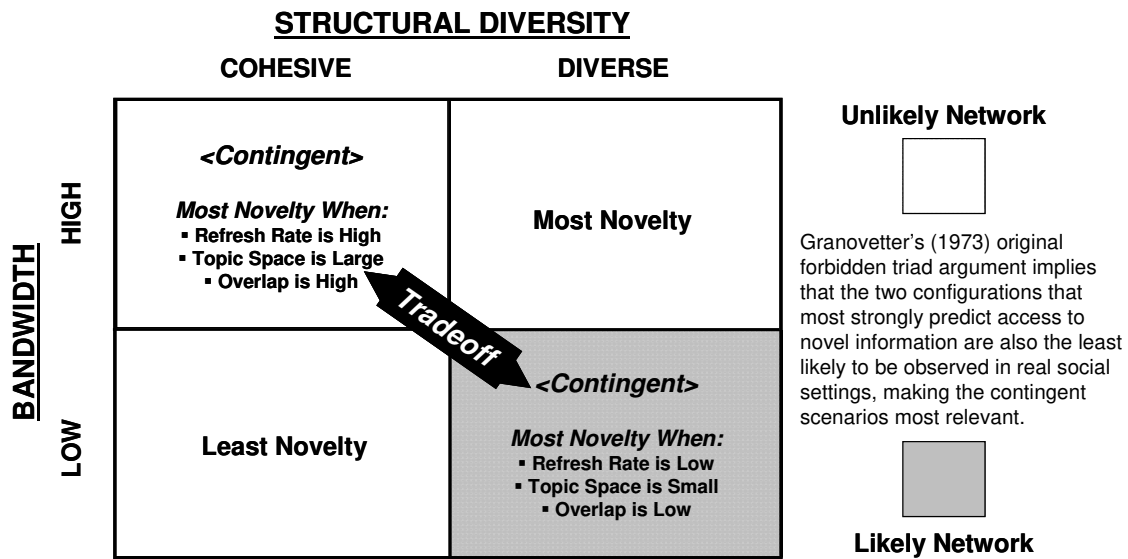 STRUCTURAL DIVERSITY
COHESIVE
DIVERSE
BANDWIDTH
HIGH
LOW
<Contingent>
Most Novelty When:
▪ Refresh Rate is High
▪ Topic Space is Large
▪ Overlap is High
Most Novelty
Tradeoff
Least Novelty
<Contingent>
Most Novelty When:
▪ Refresh Rate is Low
▪ Topic Space is Small
▪ Overlap is Low
Unlikely Network
Granovetter's (1973) original
forbidden triad argument implies
that the two configurations that
most strongly predict access to
novel information are also the least
likely to be observed in real social
settings, making the contingent
scenarios most relevant.
Likely Network